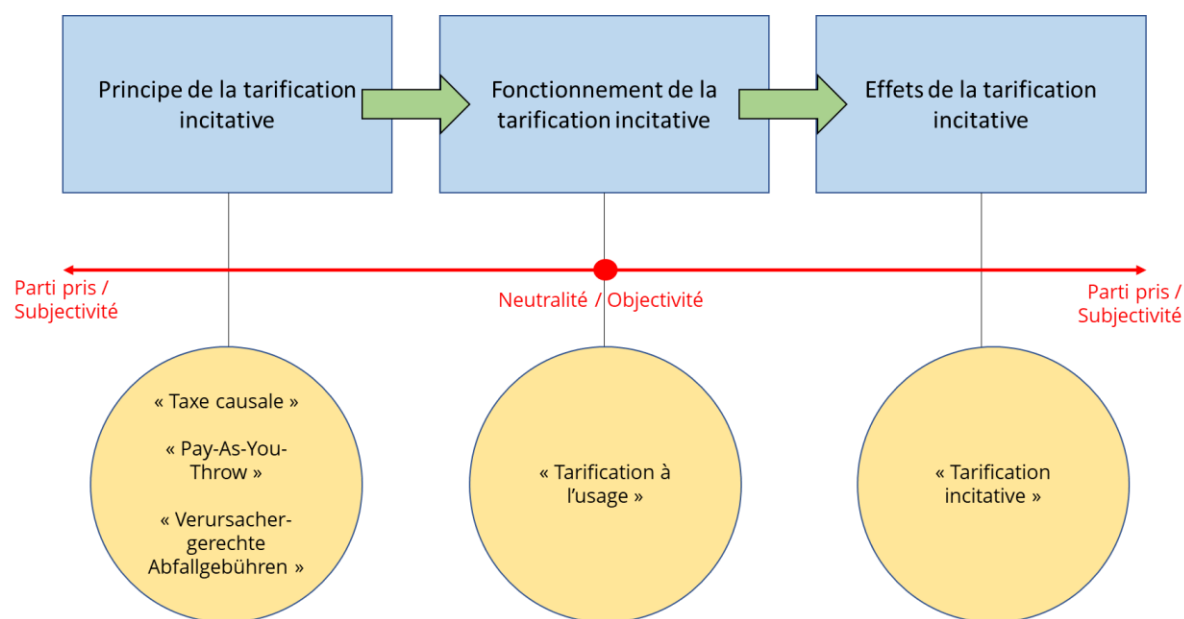 Principe de la tarification
incitative
Fonctionnement de la
tarification incitative
Effets de la tarification
incitative
Parti pris /
Subjectivité
Neutralité / Objectivité
Parti pris /
Subjectivité
« Taxe causale »
« Pay-As-You-
Throw »
« Verursacher-
gerechte
Abfallgebühren »
« Tarification à
l’usage »
« Tarification
incitative »